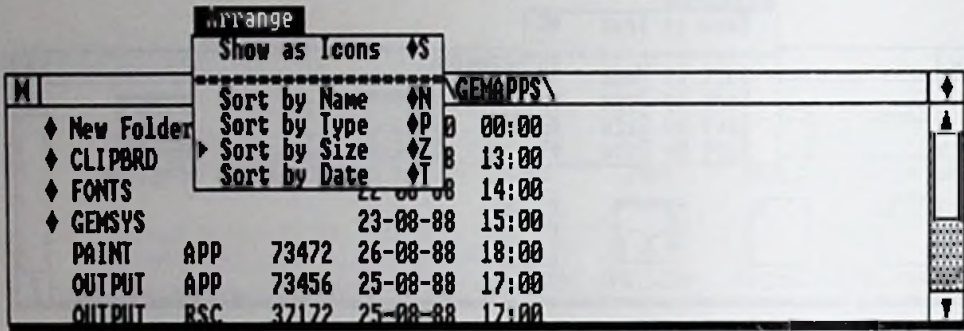 Arrange
Show as Icons ♦S
\GEMAPPS\
Sort by Name ♦N
Sort by Type ♦P
Sort by Size ♦Z
Sort by Date ♦T
♦ New Folder 00:00
♦ CLIPBRD 13:00
♦ FONTS 14:00
♦ GEMSYS 23-08-88 15:00
PAINT APP 73472 26-08-88 18:00
OUTPUT APP 73456 25-08-88 17:00
OUTPUT RSC 37172 25-08-88 17:00